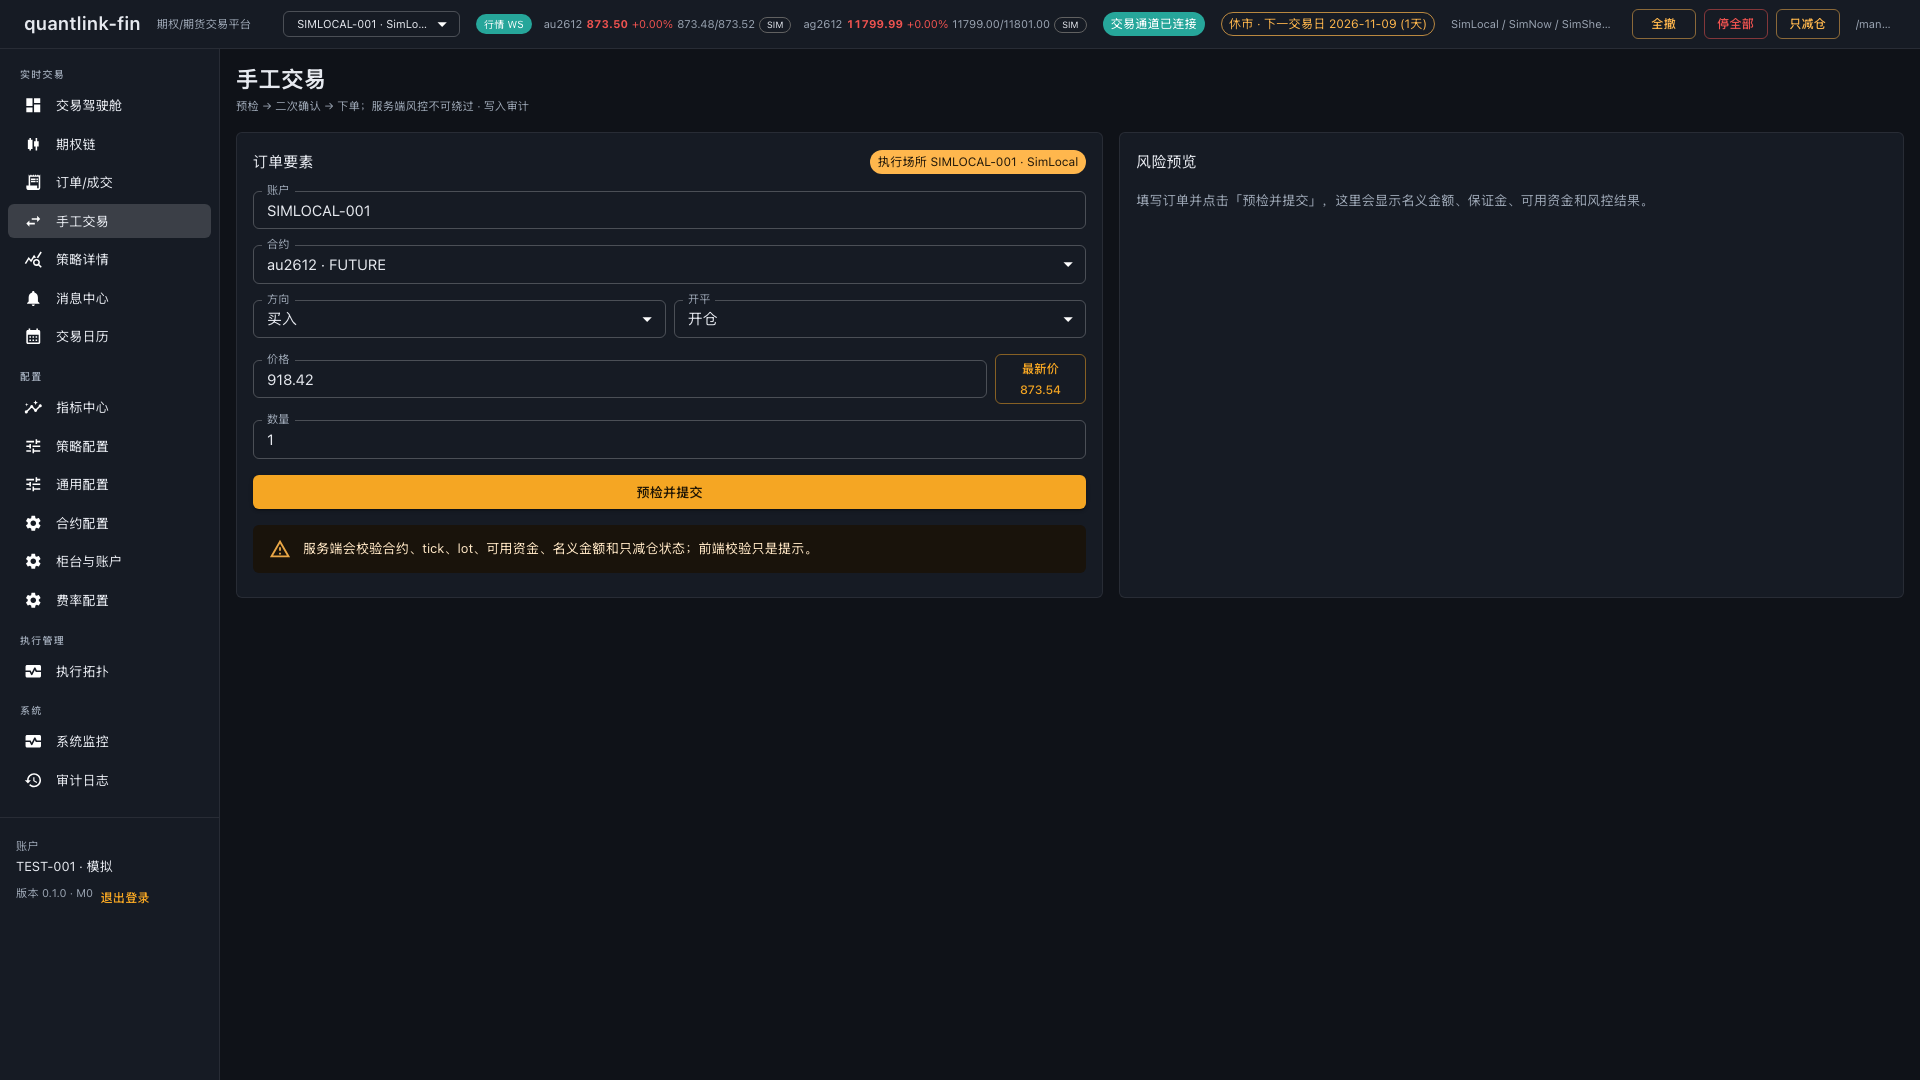 quantlink-fin 期权/期货交易平台 SIMLOCAL-001 · SimLo... 行情 WS au2612 873.50 +0.00% 873.48/873.52 SIM ag2612 11799.99 +0.00% 11799.00/11801.00 SIM 交易通道已连接 休市 · 下一交易日 2026-11-09 (1天) SimLocal / SimNow / SimShe... 全撤 停全部 只减仓 /man...
实时交易
交易驾驶舱
期权链
订单/成交
手工交易
策略详情
消息中心
交易日历
配置
指标中心
策略配置
通用配置
合约配置
柜台与账户
费率配置
执行管理
执行拓扑
系统
系统监控
审计日志
账户
TEST-001 · 模拟
版本 0.1.0 · M0 退出登录
手工交易
预检 → 二次确认 → 下单；服务端风控不可绕过 · 写入审计
订单要素 执行场所 SIMLOCAL-001 · SimLocal
账户
SIMLOCAL-001
合约
au2612 · FUTURE
方向
买入
开平
开仓
价格
918.42
最新价
873.54
数量
1
预检并提交
服务端会校验合约、tick、lot、可用资金、名义金额和只减仓状态；前端校验只是提示。
风险预览
填写订单并点击「预检并提交」，这里会显示名义金额、保证金、可用资金和风控结果。